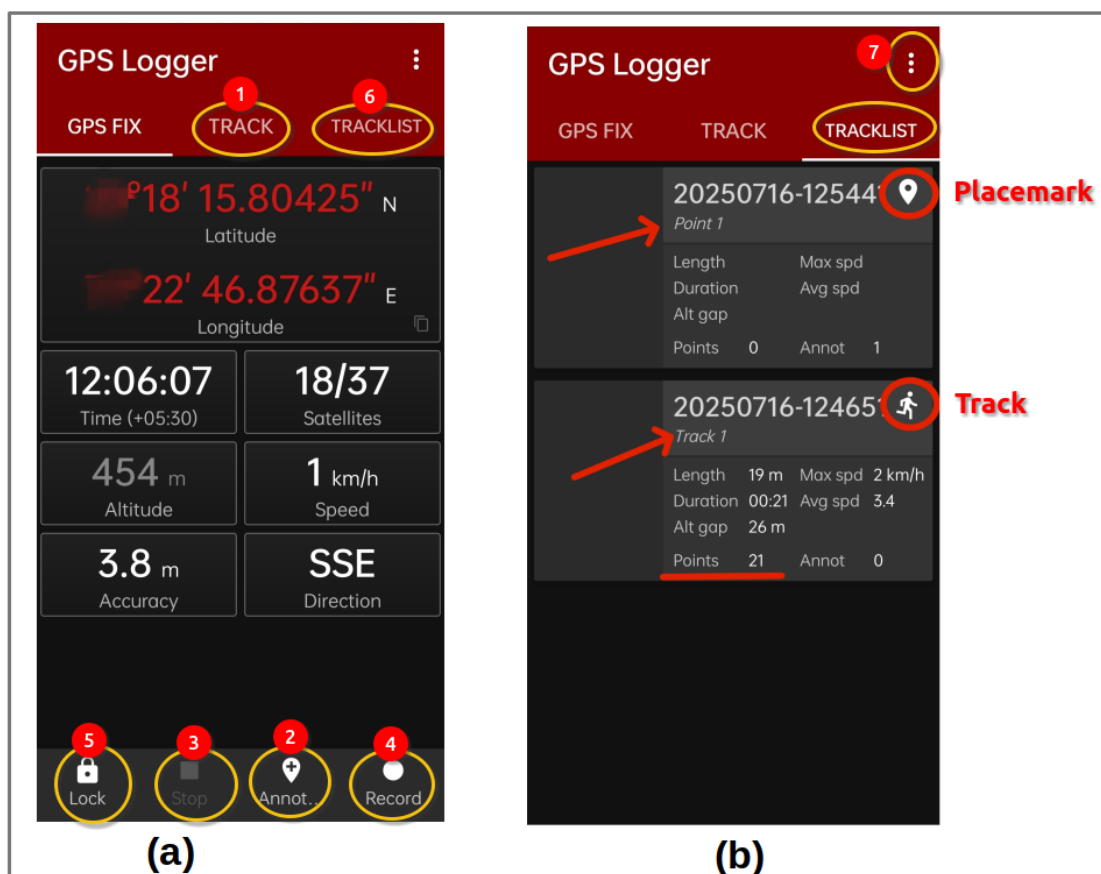 GPS Logger
1
6
GPS FIX TRACK TRACKLIST
18' 15.80425" N
Latitude
22' 46.87637" E
Longitude
12:06:07
Time (+05:30)
18/37
Satellites
454 m
Altitude
1 km/h
Speed
3.8 m
Accuracy
SSE
Direction
5
3
2
4
Lock
Stop
Annot..
Record
(a)
GPS Logger
7
GPS FIX TRACK TRACKLIST
20250716-12544
Point 1
Placemark
Length Max spd
Duration Avg spd
Alt gap
Points 0 Annot 1
20250716-12465
Track 1
Track
Length 19 m Max spd 2 km/h
Duration 00:21 Avg spd 3.4
Alt gap 26 m
Points 21 Annot 0
(b)